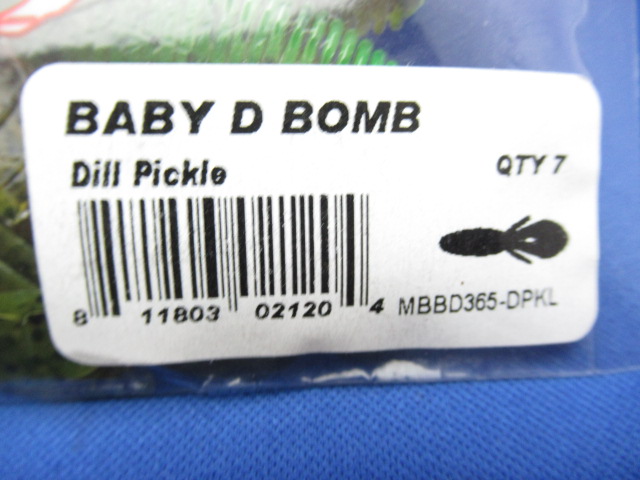 BABY D BOMB
Dill Pickle
QTY 7
8 11803 02120 4
MBBD365-DPKL